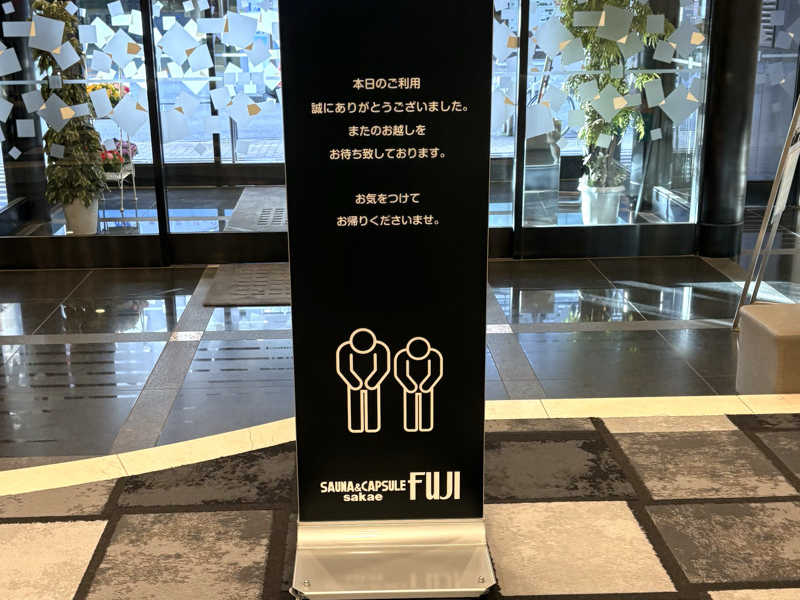 本日のご利用
誠にありがとうございました。
またのお越しを
お待ち致しております。
お気をつけて
お帰りくださいませ。
SAUNA&CAPSULE FUJI
sakae